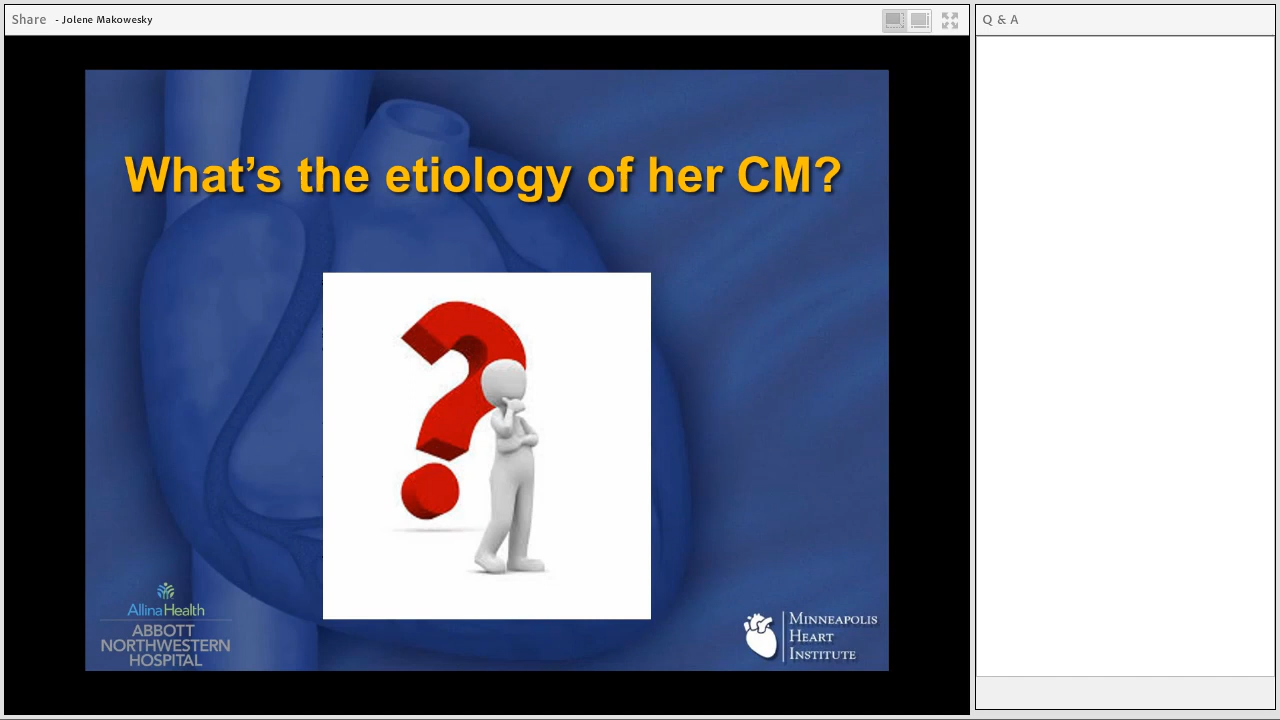 Share - Jolene Makowesky
Q & A
What's the etiology of her CM?
AllinaHealth
ABBOTT
NORTHWESTERN
HOSPITAL
MINNEAPOLIS
HEART
INSTITUTE